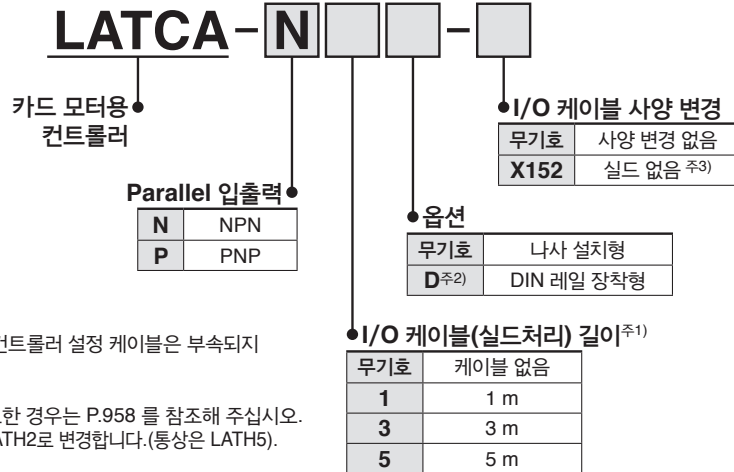 LATCA-N□□-□
카드 모터용
컨트롤러
I/O 케이블 사양 변경
무기호 사양 변경 없음
X152 실드 없음 주3)
Parallel 입출력
N NPN
P PNP
옵션
무기호 나사 설치형
D주2) DIN 레일 장착형
I/O 케이블(실드처리) 길이주1)
무기호 케이블 없음
1 1 m
3 3 m
5 5 m
컨트롤러 설정 케이블은 부속되지
한 경우는 P.958 를 참조해 주십시오.
ATH2로 변경합니다.(통상은 LATH5).